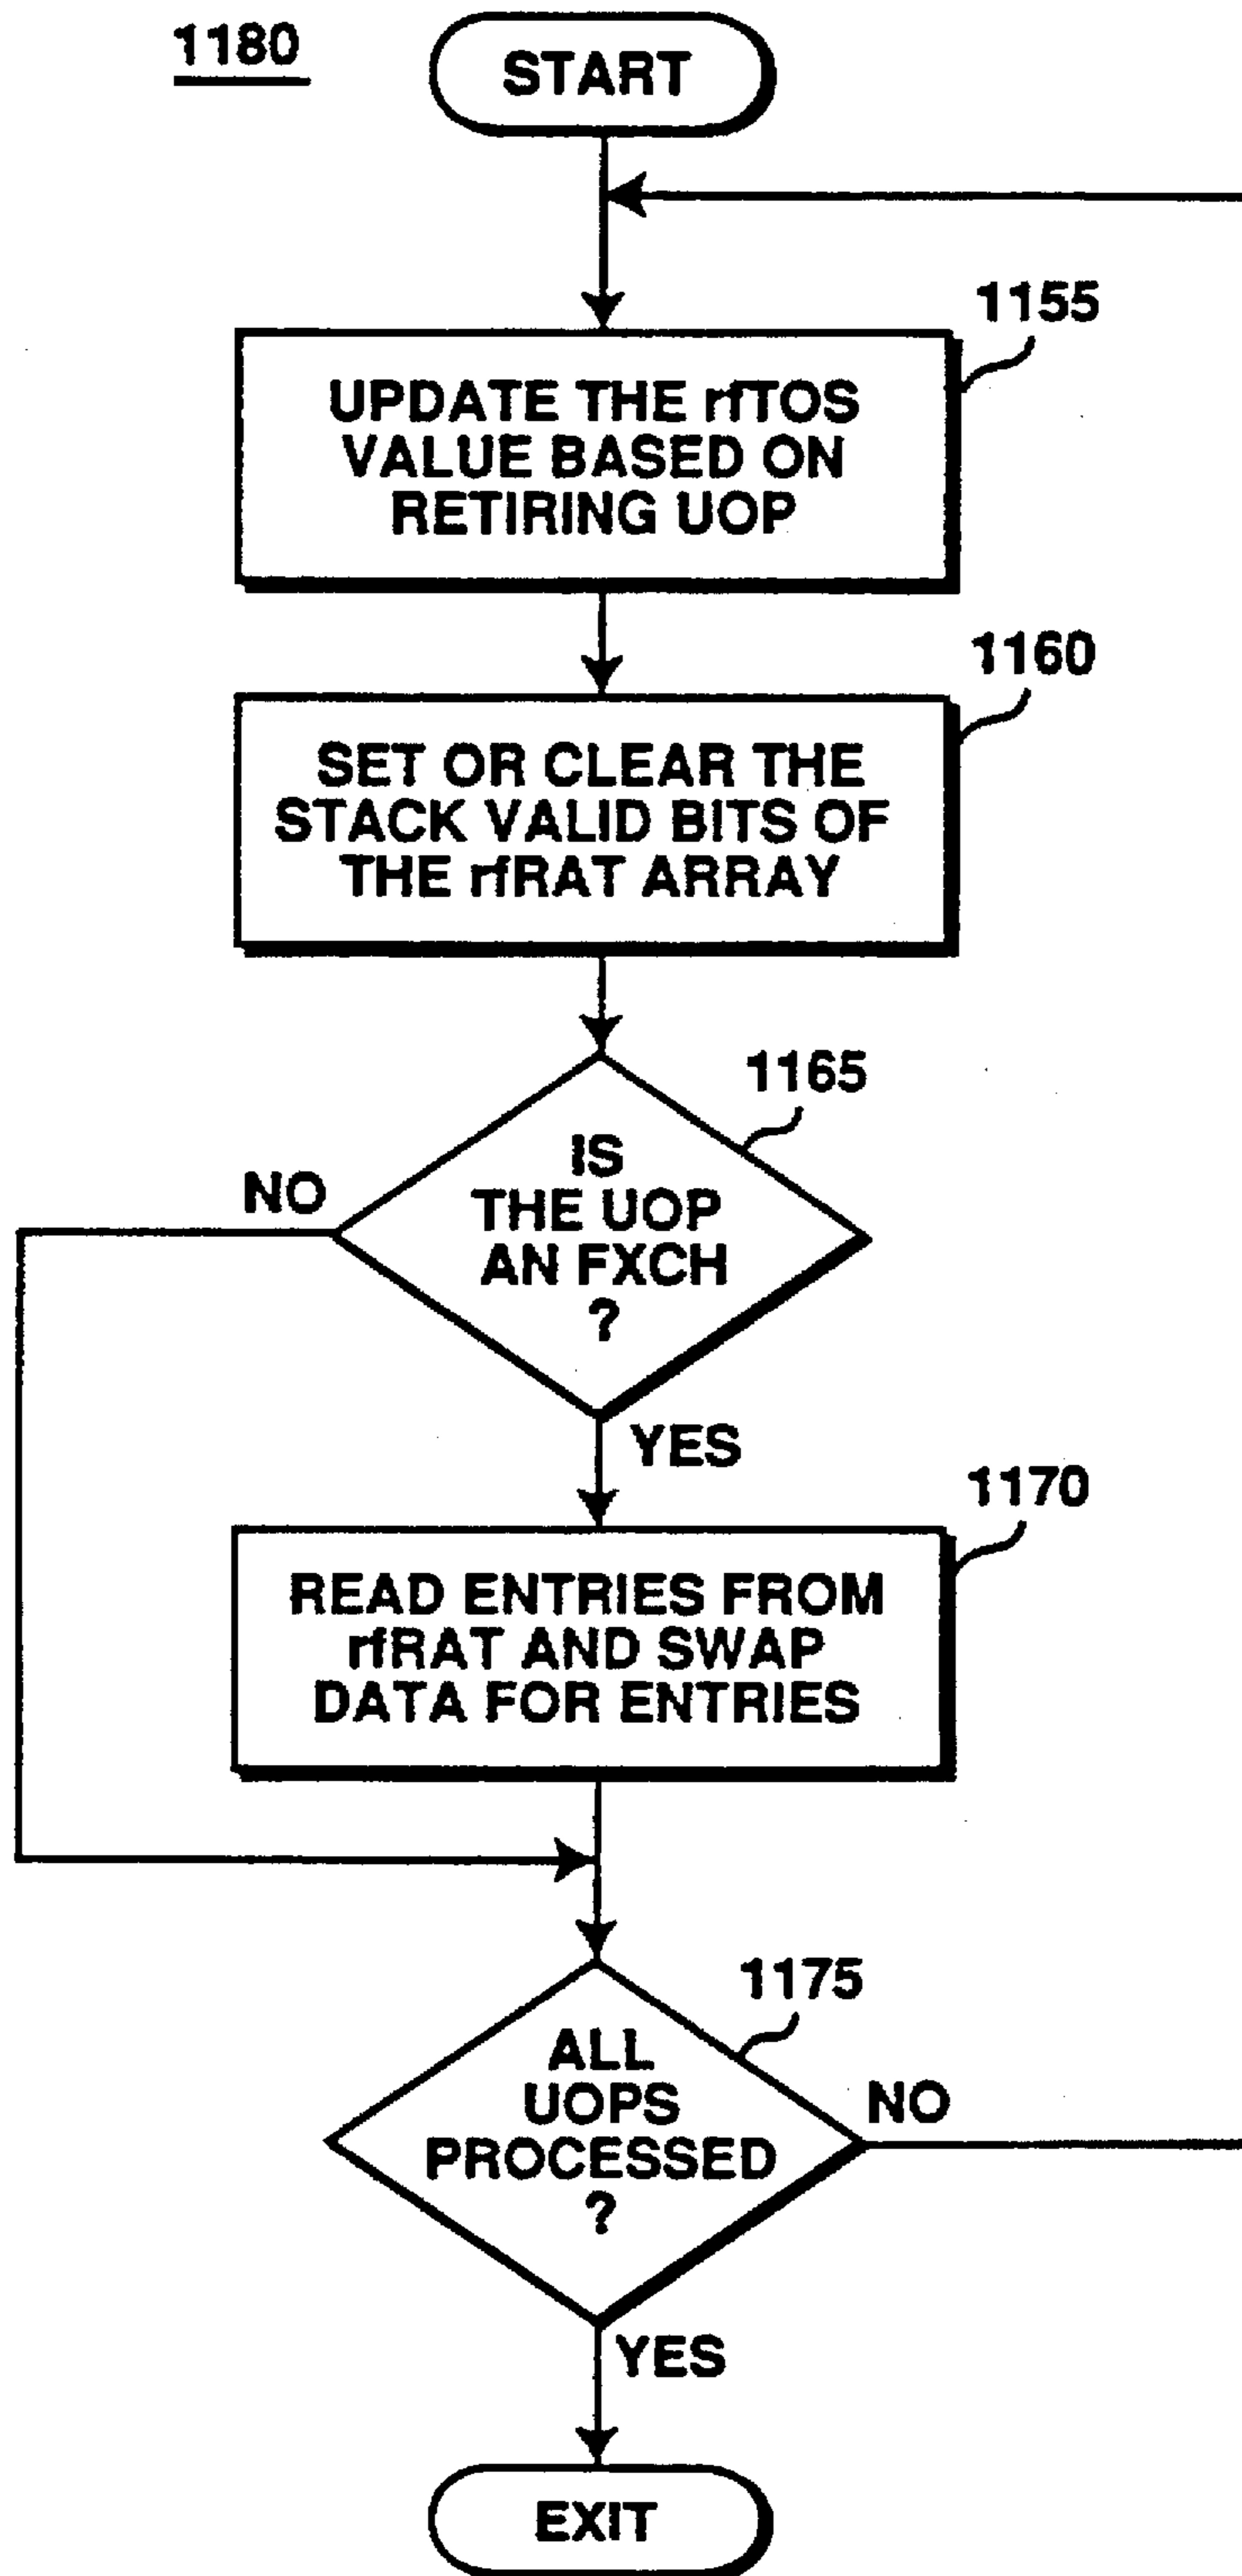 1180
START
1155
UPDATE THE rfTOS
VALUE BASED ON
RETIRING UOP
1160
SET OR CLEAR THE
STACK VALID BITS OF
THE rfRAT ARRAY
1165
IS
THE UOP
AN FXCH
?
NO
YES
1170
READ ENTRIES FROM
rfRAT AND SWAP
DATA FOR ENTRIES
1175
ALL
UOPS
PROCESSED
?
NO
YES
EXIT